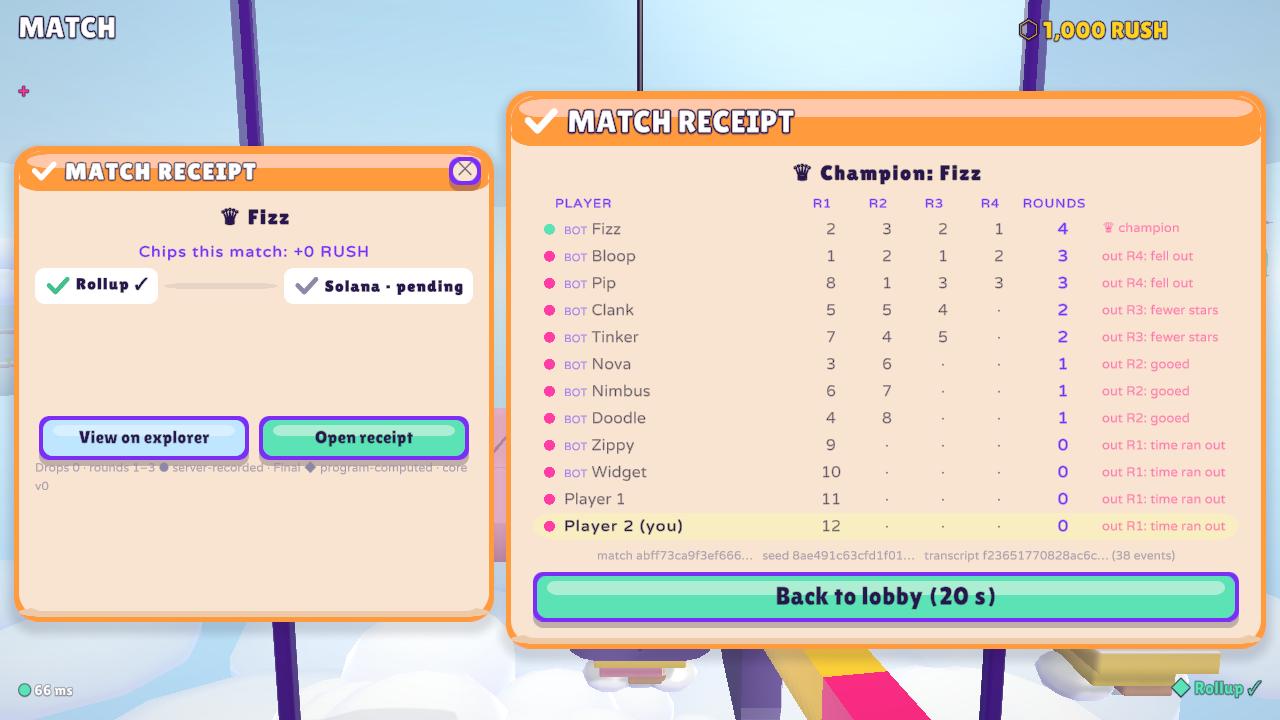 MATCH
1,000 RUSH
MATCH RECEIPT
♛ Fizz
Chips this match: +0 RUSH
Rollup ✓
Solana · pending
View on explorer
Open receipt
Drops 0 · rounds 1–3 ● server-recorded · Final ◆ program-computed · core
v0
MATCH RECEIPT
♛ Champion: Fizz
PLAYER R1 R2 R3 R4 ROUNDS
BOT Fizz 2 3 2 1 4 ♛ champion
BOT Bloop 1 2 1 2 3 out R4: fell out
BOT Pip 8 1 3 3 3 out R4: fell out
BOT Clank 5 5 4 · 2 out R3: fewer stars
BOT Tinker 7 4 5 · 2 out R3: fewer stars
BOT Nova 3 6 · · 1 out R2: gooed
BOT Nimbus 6 7 · · 1 out R2: gooed
BOT Doodle 4 8 · · 1 out R2: gooed
BOT Zippy 9 · · · 0 out R1: time ran out
BOT Widget 10 · · · 0 out R1: time ran out
Player 1 11 · · · 0 out R1: time ran out
Player 2 (you) 12 · · · 0 out R1: time ran out
match abff73ca9f3ef666… seed 8ae491c63cfd1f01… transcript f23651770828ac6c… (38 events)
Back to lobby (20 s)
66 ms
Rollup ✓